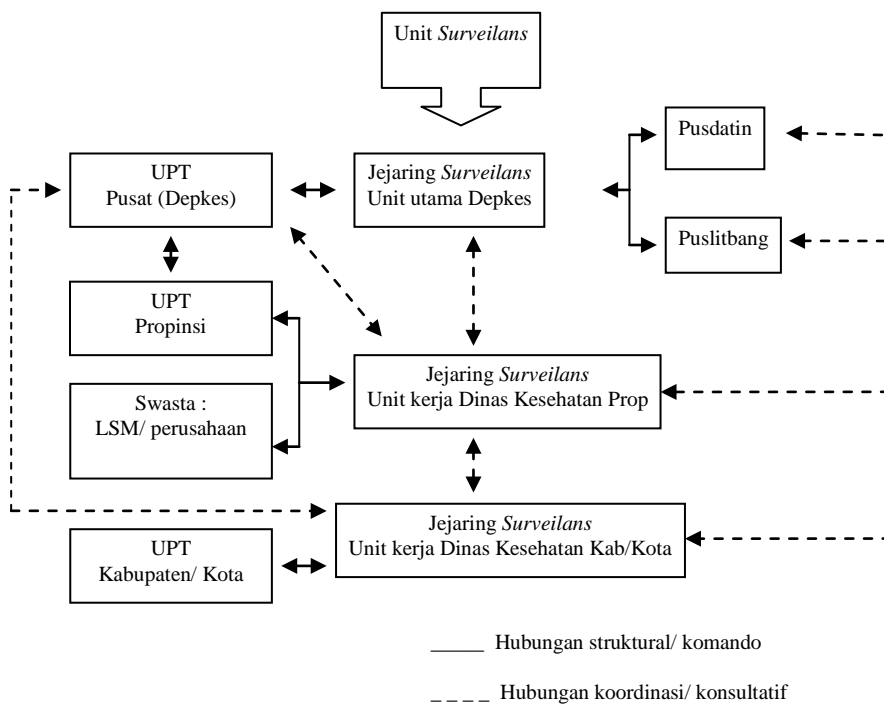 Unit Surveilans
Pusdatin
UPT
Pusat (Depkes)
Jejaring Surveilans
Unit utama Depkes
Puslitbang
UPT
Propinsi
Swasta :
LSM/ perusahaan
Jejaring Surveilans
Unit kerja Dinas Kesehatan Prop
Jejaring Surveilans
Unit kerja Dinas Kesehatan Kab/Kota
UPT
Kabupaten/ Kota
_____ Hubungan struktural/ komando
_ _ _ _ Hubungan koordinasi/ konsultatif